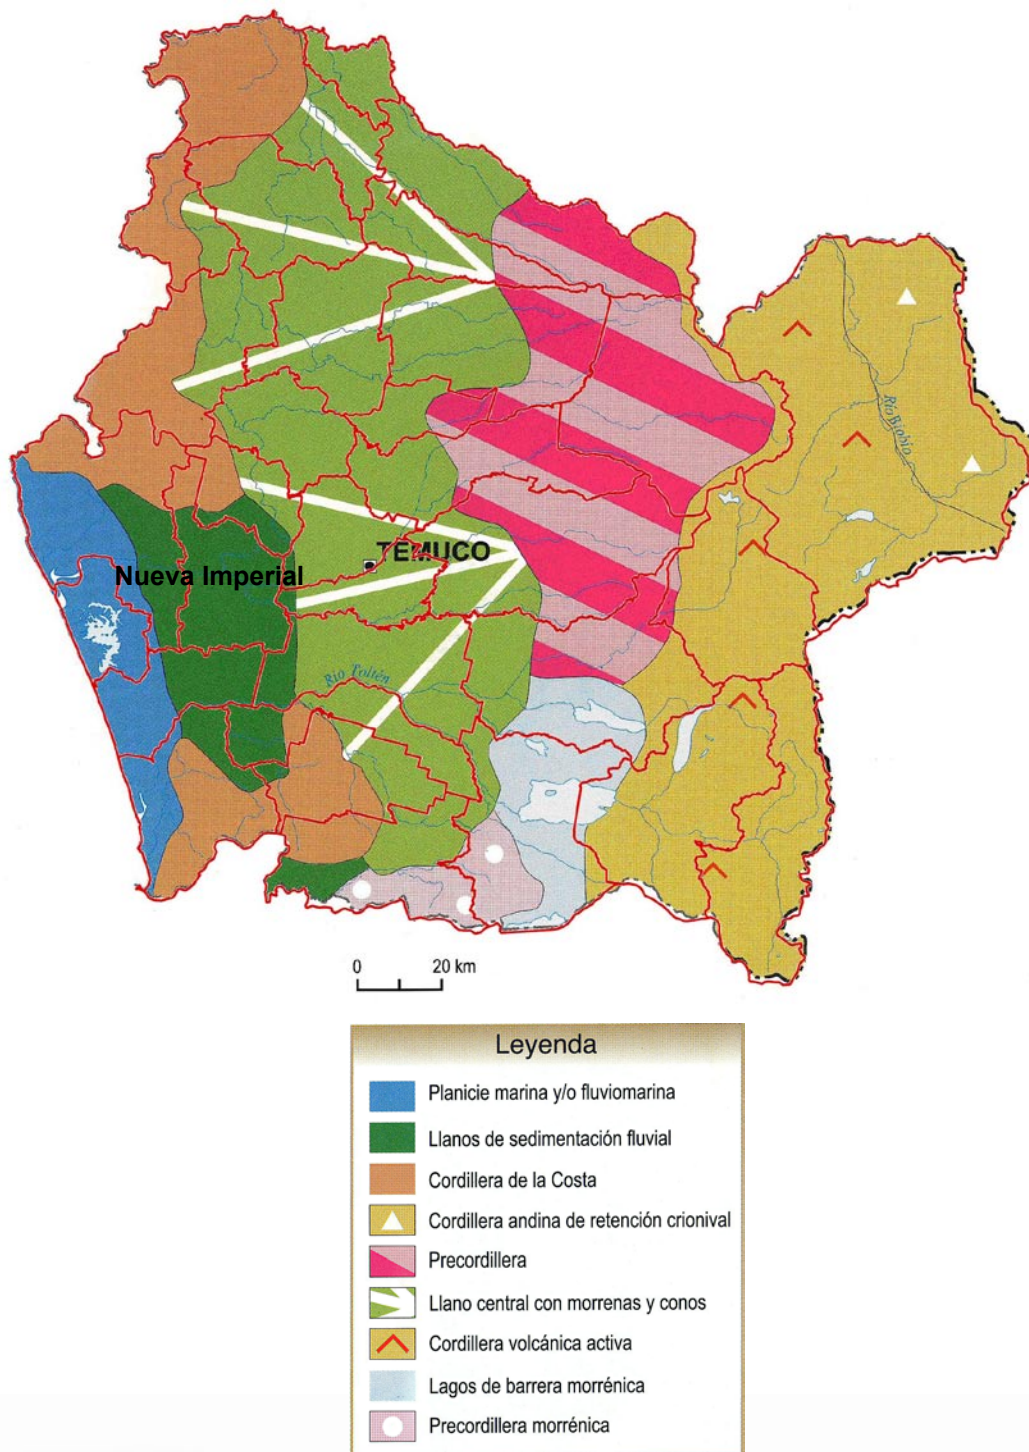 Río Biobío
TEMUCO
Nueva Imperial
Río Toltén
0 20 km
Leyenda
Planicie marina y/o fluviomarina
Llanos de sedimentación fluvial
Cordillera de la Costa
Cordillera andina de retención crionival
Precordillera
Llano central con morrenas y conos
Cordillera volcánica activa
Lagos de barrera morrénica
Precordillera morrénica